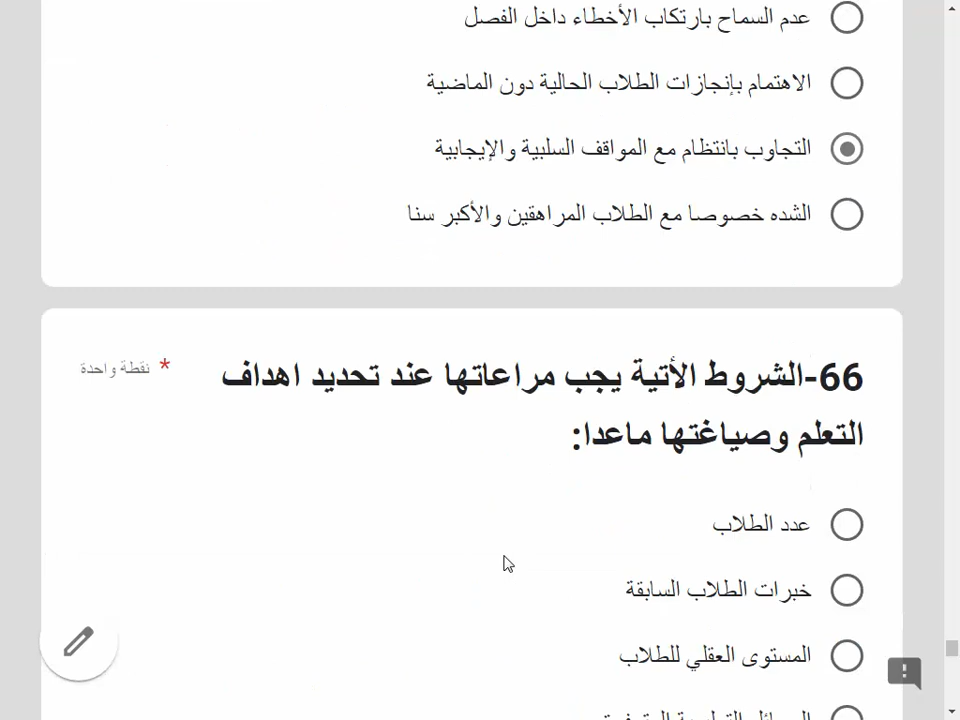 عدم السماح بارتكاب الأخطاء داخل الفصل
الاهتمام بإنجازات الطلاب الحالية دون الماضية
التجاوب بانتظام مع المواقف السلبية والإيجابية
الشده خصوصا مع الطلاب المراهقين والأكبر سنا
66-الشروط الأتية يجب مراعاتها عند تحديد اهداف
* نقطة واحدة
التعلم وصياغتها ماعدا:
عدد الطلاب
خبرات الطلاب السابقة
المستوى العقلي للطلاب